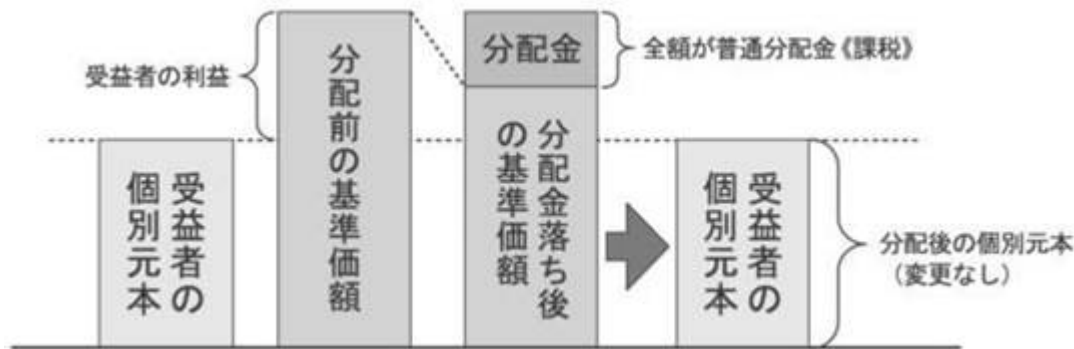 受益者の利益
受益者の
個別元本
分配前の基準価額
分配金
全額が普通分配金《課税》
分配金落ち後
の基準価額
受益者の
個別元本
分配後の個別元本
（変更なし）